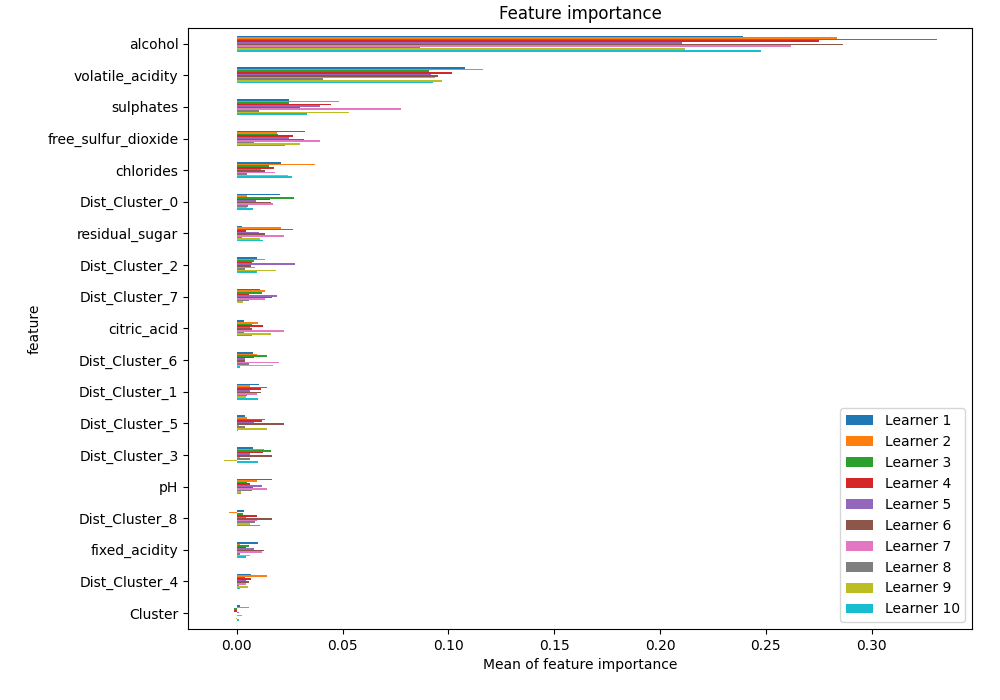 Feature importance
alcohol
volatile_acidity
sulphates
free_sulfur_dioxide
chlorides
Dist_Cluster_0
residual_sugar
Dist_Cluster_2
Dist_Cluster_7
citric_acid
Dist_Cluster_6
Dist_Cluster_1
Dist_Cluster_5
Dist_Cluster_3
pH
Dist_Cluster_8
fixed_acidity
Dist_Cluster_4
Cluster
feature
Learner 1
Learner 2
Learner 3
Learner 4
Learner 5
Learner 6
Learner 7
Learner 8
Learner 9
Learner 10
0.00 0.05 0.10 0.15 0.20 0.25 0.30
Mean of feature importance